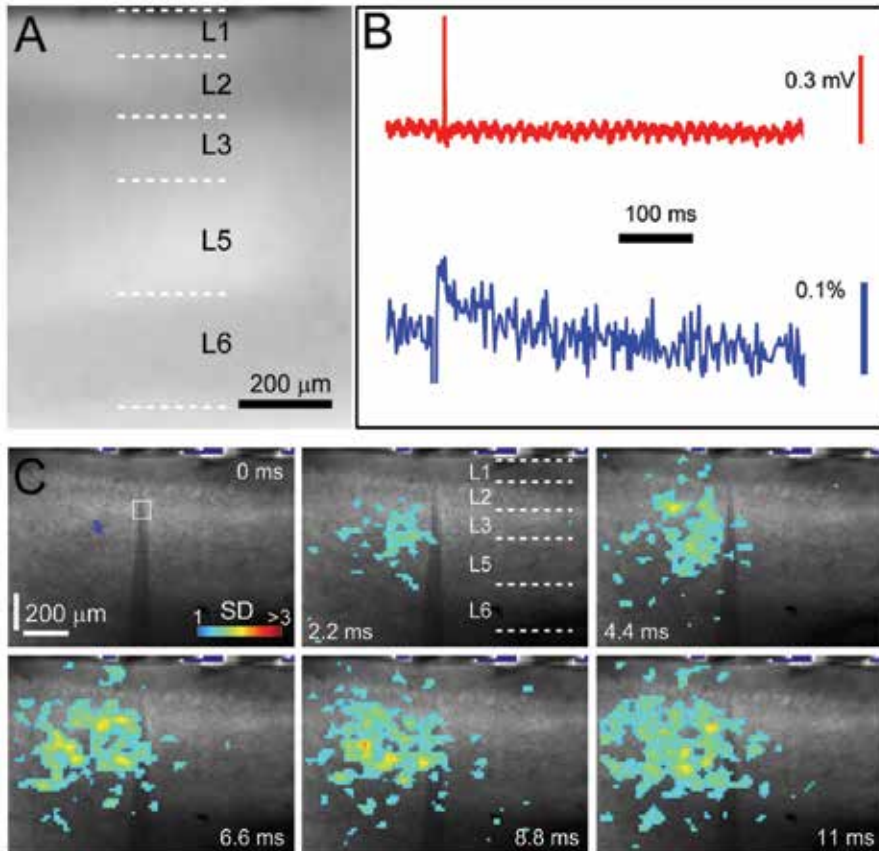 A
L1
L2
L3
L5
L6
200 μm
B
0.3 mV
100 ms
0.1%
C
0 ms
200 μm
1 SD >3
L1
L2
L3
L5
L6
2.2 ms
4.4 ms
6.6 ms
8.8 ms
11 ms